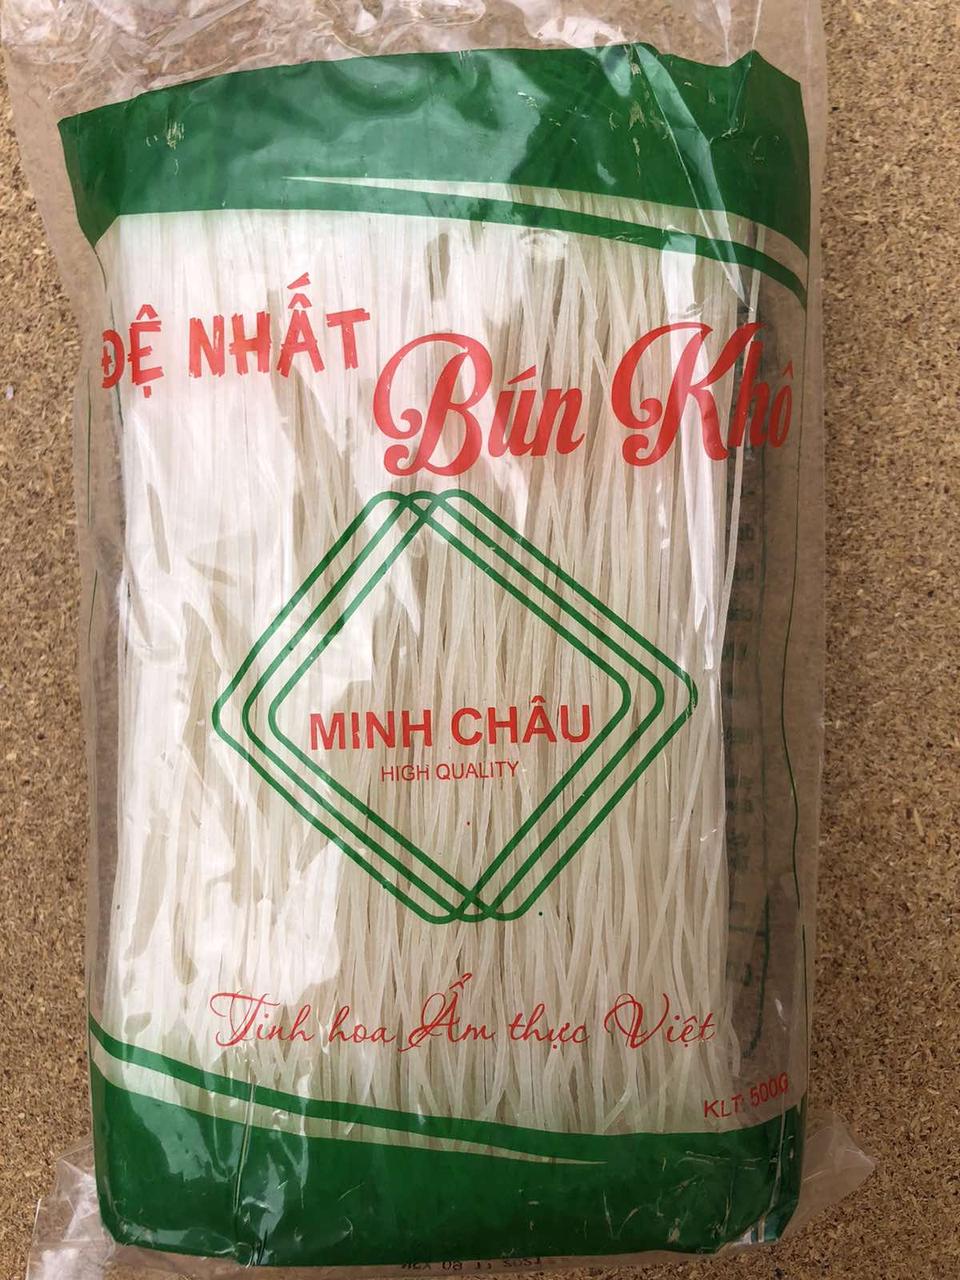 ĐỆ NHẤT
Bún Khô
MINH CHÂU
HIGH QUALITY
Tinh hoa Ẩm thực Việt
KLT: 500G